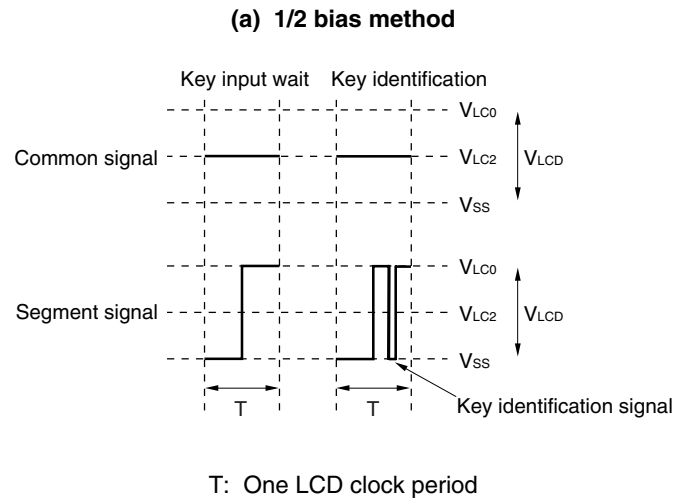 (a) 1/2 bias method
Key input wait Key identification
VLC0
Common signal VLC2 VLCD
VSS
VLC0
Segment signal VLC2 VLCD
VSS
T T Key identification signal
T: One LCD clock period